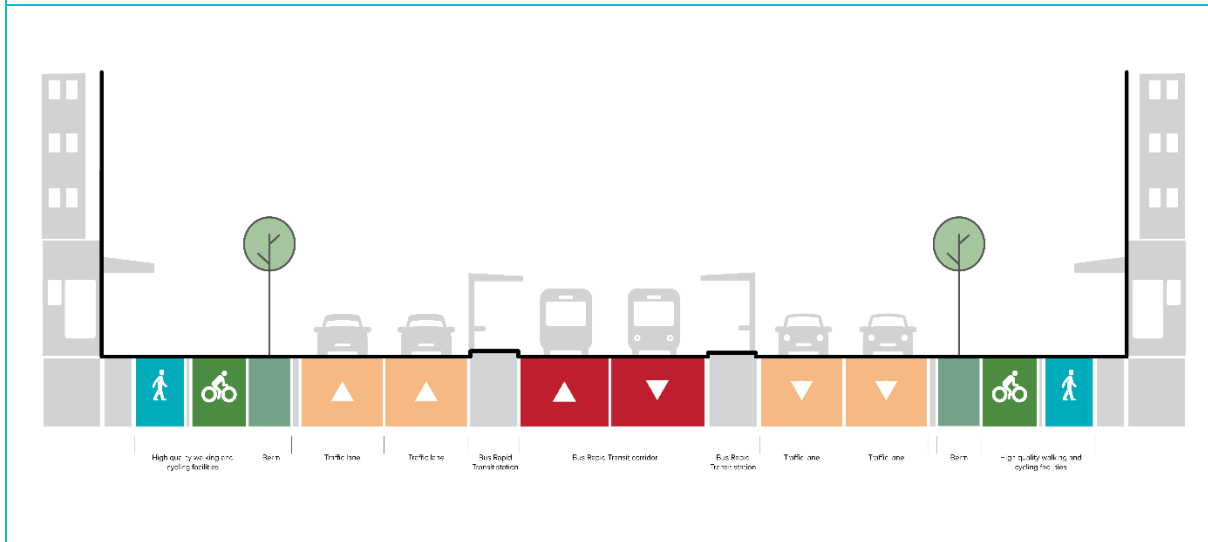 High quality walking and
cycling facilities
Berm
Traffic lane
Traffic lane
Bus Rapid
Transit station
Bus Rapid Transit corridor
Bus Rapid
Transit station
Traffic lane
Traffic lane
Berm
High quality walking and
cycling facilities